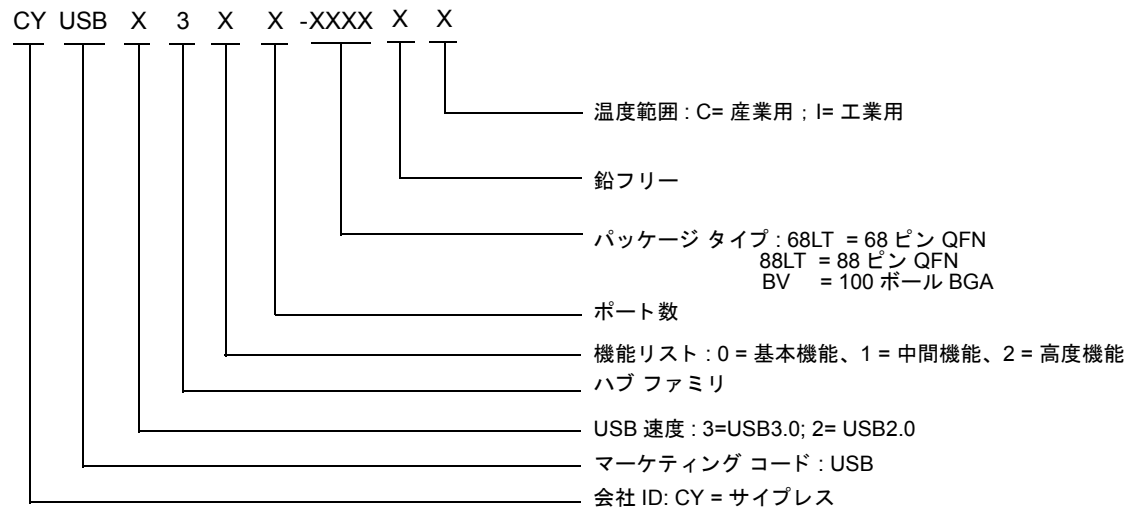 CY USB X 3 X X -XXXX X X
温度範囲 : C= 産業用 ; I= 工業用
鉛フリー
パッケージ タイプ : 68LT = 68 ピン QFN
88LT = 88 ピン QFN
BV = 100 ボール BGA
ポート数
機能リスト : 0 = 基本機能、1 = 中間機能、2 = 高度機能
ハブ ファミリ
USB 速度 : 3=USB3.0; 2= USB2.0
マーケティング コード : USB
会社 ID: CY = サイプレス